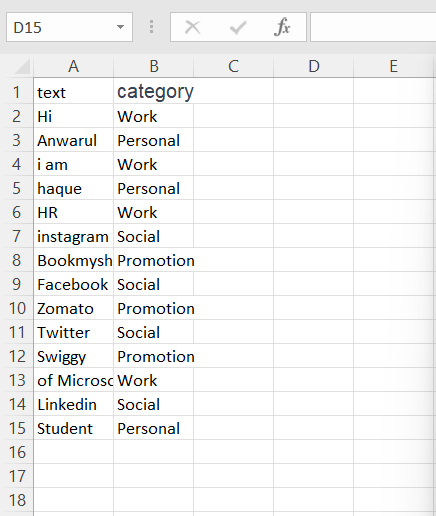 D15
fx
A B C D E
1 text category
2 Hi Work
3 Anwarul Personal
4 i am Work
5 haque Personal
6 HR Work
7 instagram Social
8 Bookmysh Promotion
9 Facebook Social
10 Zomato Promotion
11 Twitter Social
12 Swiggy Promotion
13 of Microsc Work
14 Linkedin Social
15 Student Personal
16
17
18